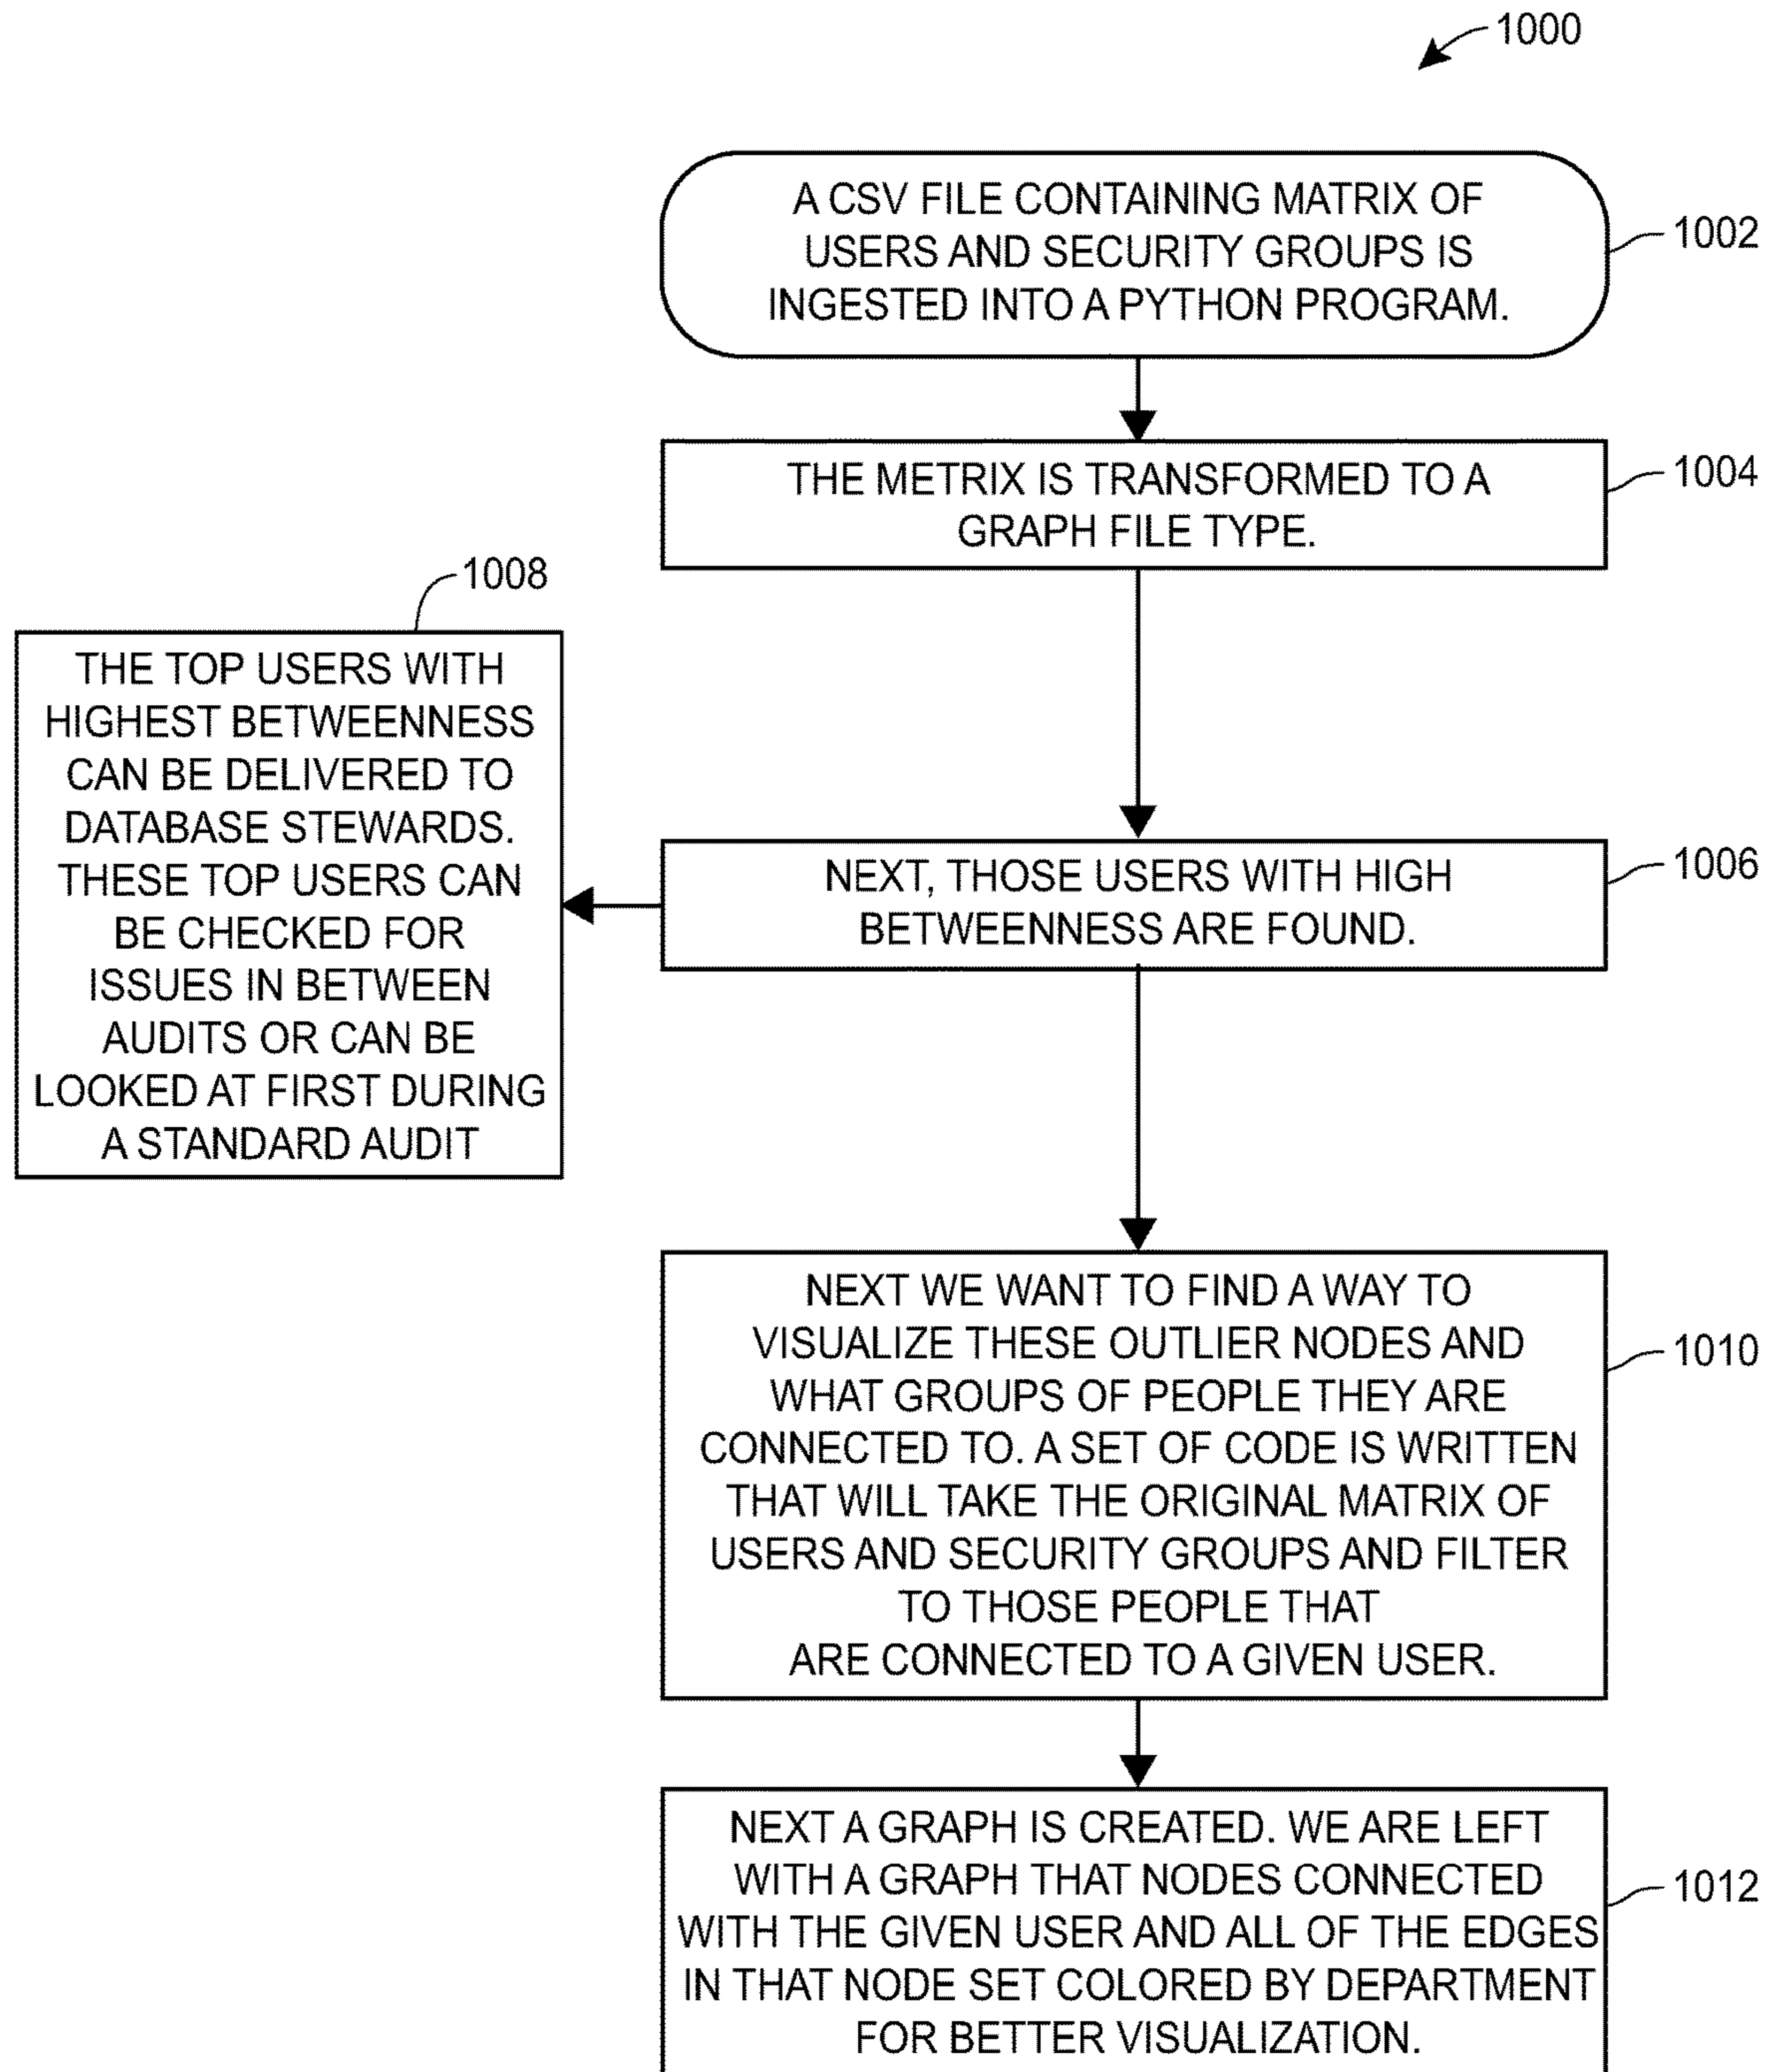 1000
A CSV FILE CONTAINING MATRIX OF
USERS AND SECURITY GROUPS IS
INGESTED INTO A PYTHON PROGRAM.
1002
THE METRIX IS TRANSFORMED TO A
GRAPH FILE TYPE.
1004
NEXT, THOSE USERS WITH HIGH
BETWEENNESS ARE FOUND.
1006
1008
THE TOP USERS WITH
HIGHEST BETWEENNESS
CAN BE DELIVERED TO
DATABASE STEWARDS.
THESE TOP USERS CAN
BE CHECKED FOR
ISSUES IN BETWEEN
AUDITS OR CAN BE
LOOKED AT FIRST DURING
A STANDARD AUDIT
NEXT WE WANT TO FIND A WAY TO
VISUALIZE THESE OUTLIER NODES AND
WHAT GROUPS OF PEOPLE THEY ARE
CONNECTED TO. A SET OF CODE IS WRITTEN
THAT WILL TAKE THE ORIGINAL MATRIX OF
USERS AND SECURITY GROUPS AND FILTER
TO THOSE PEOPLE THAT
ARE CONNECTED TO A GIVEN USER.
1010
NEXT A GRAPH IS CREATED. WE ARE LEFT
WITH A GRAPH THAT NODES CONNECTED
WITH THE GIVEN USER AND ALL OF THE EDGES
IN THAT NODE SET COLORED BY DEPARTMENT
FOR BETTER VISUALIZATION.
1012